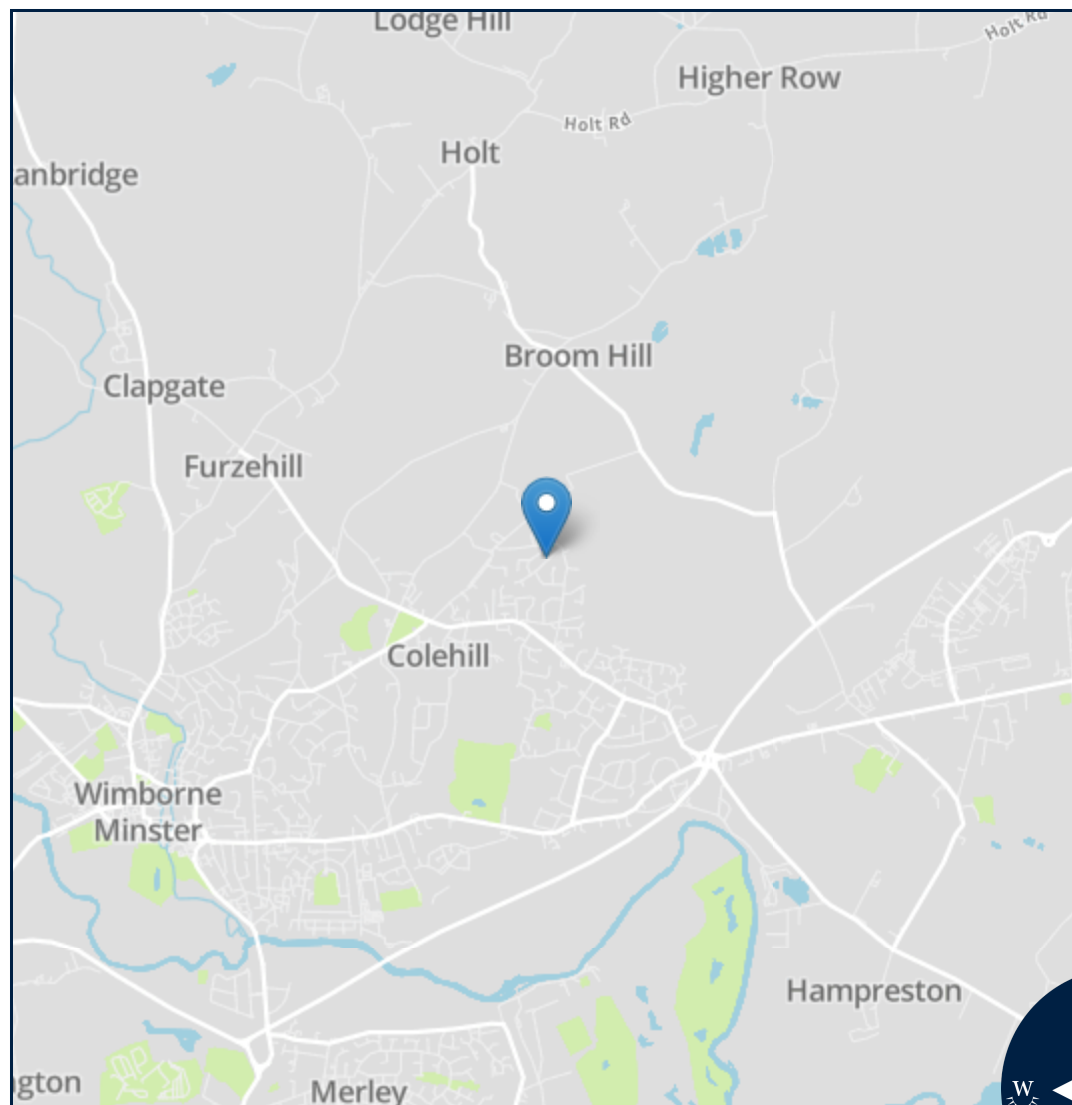 Lodge Hill
Holt Rd
Higher Row
Holt Rd
Holt
anbridge
Broom Hill
Clapgate
Furzehill
Colehill
Wimborne
Minster
Hampreston
gton
Merley
W